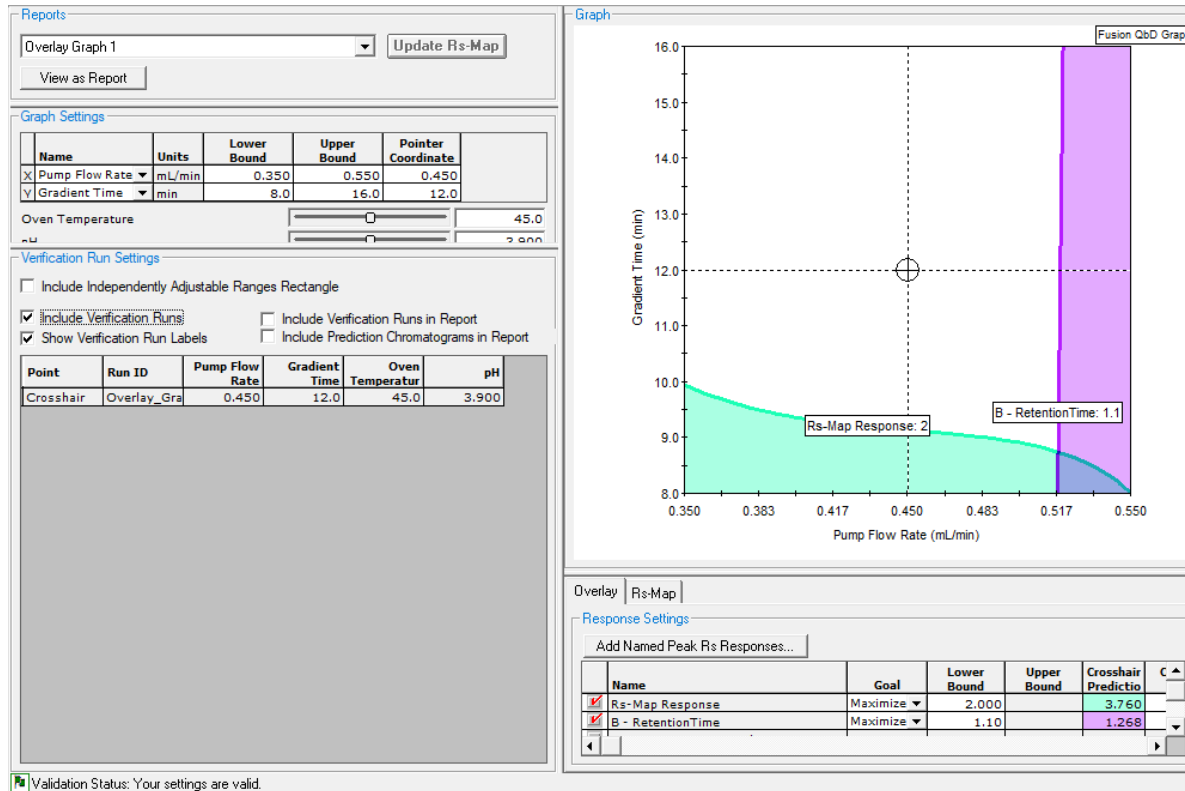 Reports
Overlay Graph 1
Update Rs-Map
View as Report
Graph Settings
Name Units Lower Bound Upper Bound Pointer Coordinate
X Pump Flow Rate mL/min 0.350 0.550 0.450
Y Gradient Time min 8.0 16.0 12.0
Oven Temperature 45.0
pH 3.900
Verification Run Settings
Include Independently Adjustable Ranges Rectangle
Include Verification Runs
Include Verification Runs in Report
Show Verification Run Labels
Include Prediction Chromatograms in Report
Point Run ID Pump Flow Rate Gradient Time Oven Temperatur pH
Crosshair Overlay_Gra 0.450 12.0 45.0 3.900
Validation Status: Your settings are valid.
Graph
Fusion QbD Grap
16.0
15.0
14.0
13.0
12.0
11.0
10.0
9.0
8.0
Gradient Time (min)
B - RetentionTime: 1.1
Rs-Map Response: 2
0.350 0.383 0.417 0.450 0.483 0.517 0.550
Pump Flow Rate (mL/min)
Overlay Rs-Map
Response Settings
Add Named Peak Rs Responses...
Name Goal Lower Bound Upper Bound Crosshair Predictio C
Rs-Map Response Maximize 2.000 3.760
B - RetentionTime Maximize 1.10 1.268